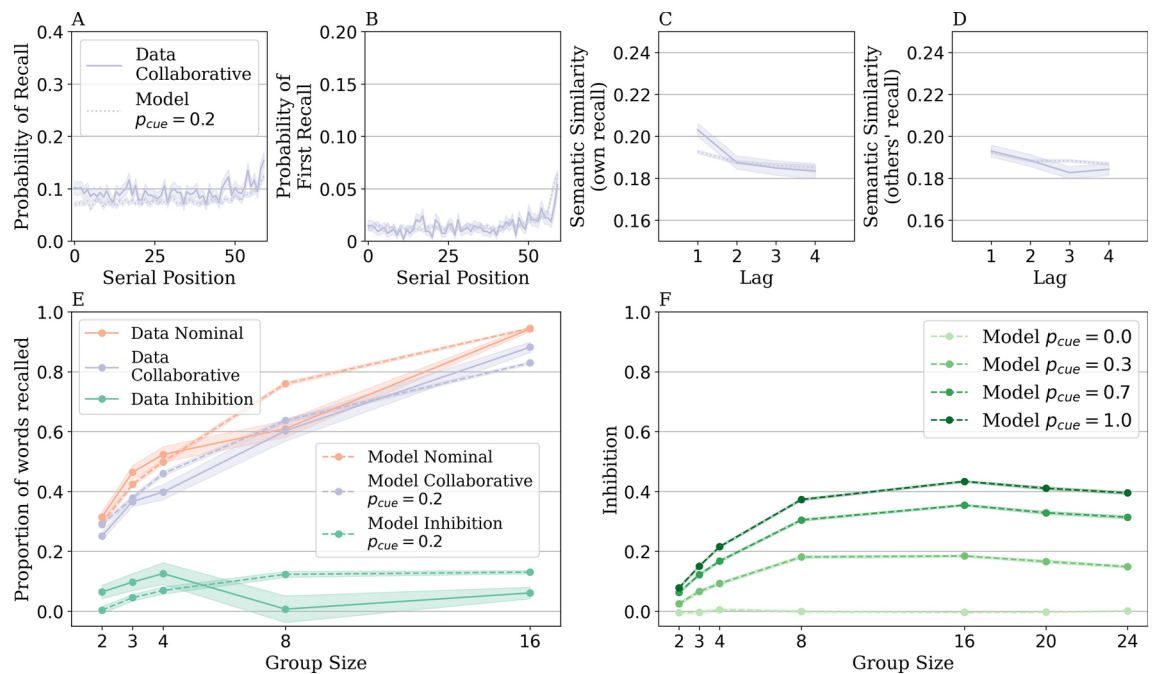 A
0.4
0.3
0.2
0.1
0.0
0
25
50
Probability of Recall
Serial Position
Data
Collaborative
Model
p_cue = 0.2
B
0.20
0.15
0.10
0.05
0
0
25
50
Probability of
First Recall
Serial Position
C
0.24
0.22
0.20
0.18
0.16
1
2
3
4
Semantic Similarity
(own recall)
Lag
D
0.24
0.22
0.20
0.18
0.16
1
2
3
4
Semantic Similarity
(others' recall)
Lag
E
1.0
0.8
0.6
0.4
0.2
0.0
2
3
4
8
16
Proportion of words recalled
Group Size
Data Nominal
Data
Collaborative
Data Inhibition
Model Nominal
Model Collaborative
p_cue = 0.2
Model Inhibition
p_cue = 0.2
F
1.0
0.8
0.6
0.4
0.2
0.0
2
3
4
8
16
20
24
Inhibition
Group Size
Model p_cue = 0.0
Model p_cue = 0.3
Model p_cue = 0.7
Model p_cue = 1.0